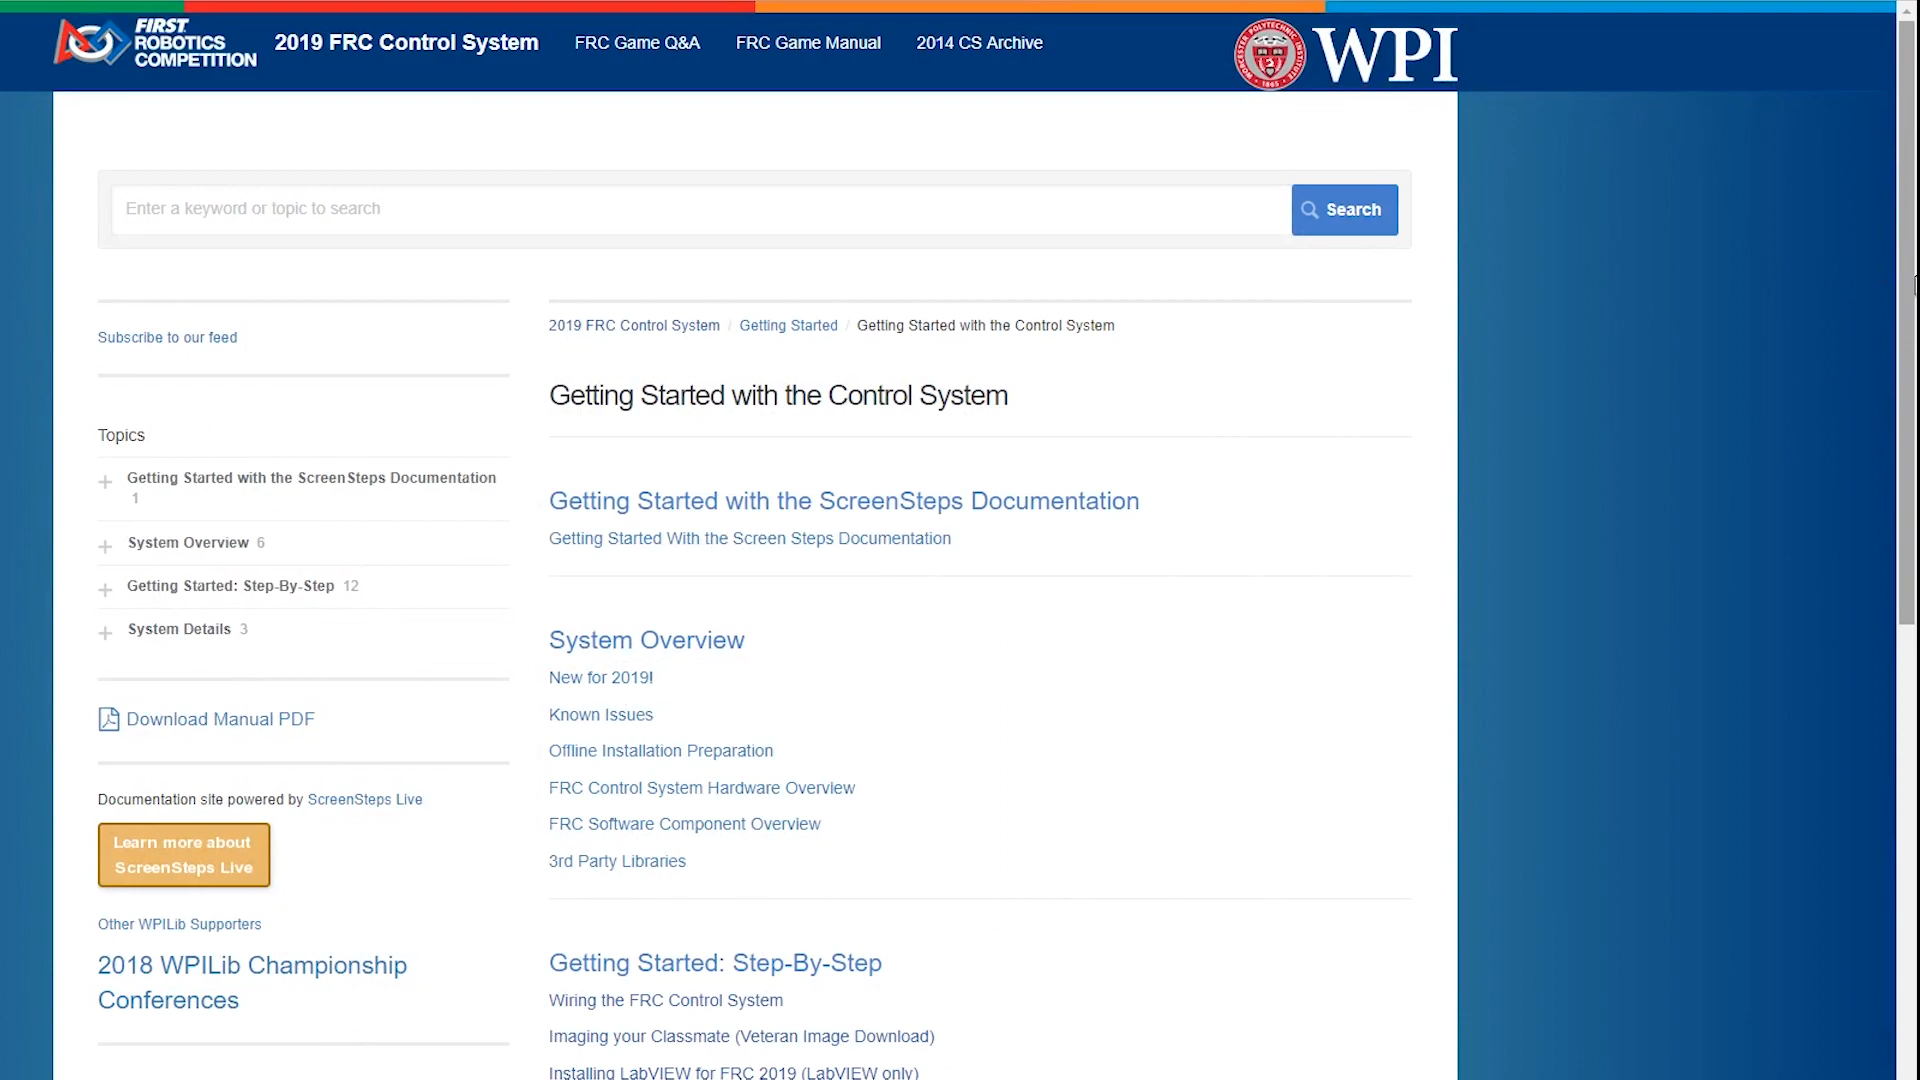 FIRST
ROBOTICS
COMPETITION
2019 FRC Control System
FRC Game Q&A
FRC Game Manual
2014 CS Archive
WORCESTER POLYTECHNIC INSTITUTE
1865
WPI
Enter a keyword or topic to search
Search
Subscribe to our feed
Topics
Getting Started with the ScreenSteps Documentation
1
System Overview 6
Getting Started: Step-By-Step 12
System Details 3
Download Manual PDF
Documentation site powered by ScreenSteps Live
Learn more about
ScreenSteps Live
Other WPILib Supporters
2018 WPILib Championship
Conferences
2019 FRC Control System / Getting Started / Getting Started with the Control System
Getting Started with the Control System
Getting Started with the ScreenSteps Documentation
Getting Started With the Screen Steps Documentation
System Overview
New for 2019!
Known Issues
Offline Installation Preparation
FRC Control System Hardware Overview
FRC Software Component Overview
3rd Party Libraries
Getting Started: Step-By-Step
Wiring the FRC Control System
Imaging your Classmate (Veteran Image Download)
Installing LabVIEW for FRC 2019 (LabVIEW only)